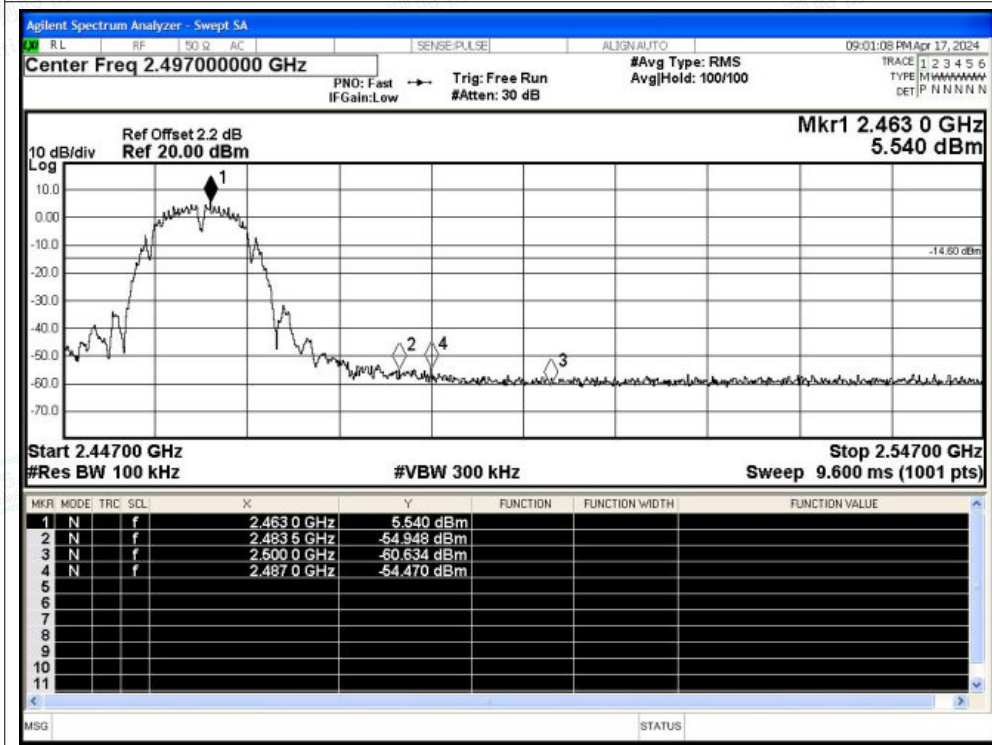 Agilent Spectrum Analyzer - Swept SA
LXI RL RF 50 Ω AC SENSE:PULSE ALIGN AUTO 09:01:08 PM Apr 17, 2024
Center Freq 2.497000000 GHz #Avg Type: RMS TRACE 1 2 3 4 5 6
PNO: Fast Trig: Free Run Avg|Hold: 100/100 TYPE M
IFGain:Low #Atten: 30 dB DET P N N N N N
Mkr1 2.463 0 GHz
Ref Offset 2.2 dB
10 dB/div Ref 20.00 dBm 5.540 dBm
Log
1
10.0
0.00
-10.0
-14.60 dBm
-20.0
-30.0
-40.0
2 4
-50.0
3
-60.0
-70.0
Start 2.44700 GHz Stop 2.54700 GHz
#Res BW 100 kHz #VBW 300 kHz Sweep 9.600 ms (1001 pts)
MKR MODE TRC SCL X Y FUNCTION FUNCTION WIDTH FUNCTION VALUE
1 N f 2.463 0 GHz 5.540 dBm
2 N f 2.483 5 GHz -54.948 dBm
3 N f 2.500 0 GHz -60.634 dBm
4 N f 2.487 0 GHz -54.470 dBm
5
6
7
8
9
10
11
MSG STATUS